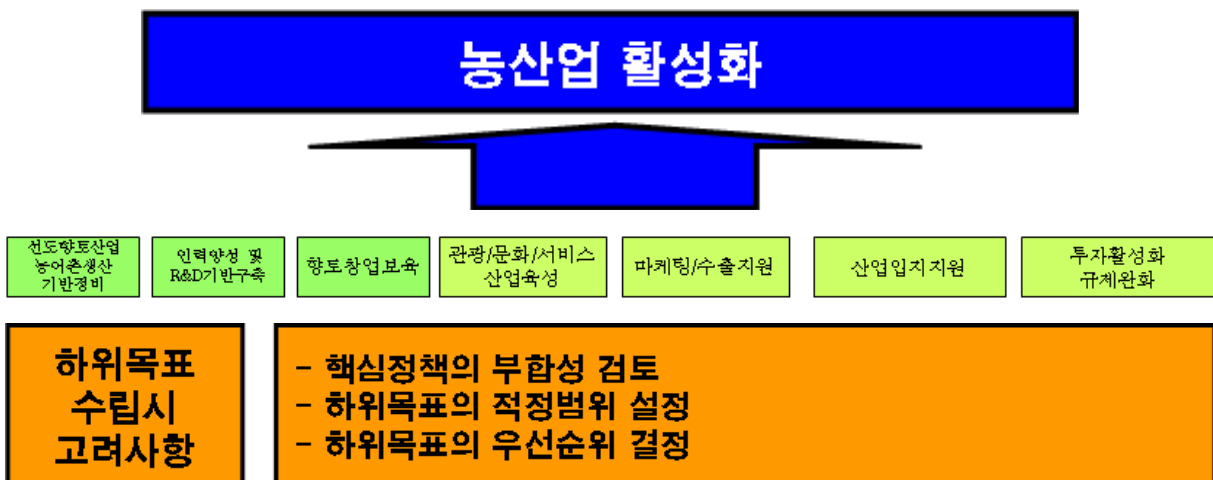 농산업 활성화
선도향토산업
농어촌생산
기반정비
인력양성 및
R&D기반구축
향토창업보육
관광/문화/서비스
산업육성
마케팅/수출지원
산업입지지원
투자활성화
규제완화
하위목표
수립시
고려사항
- 핵심정책의 부합성 검토
- 하위목표의 적정범위 설정
- 하위목표의 우선순위 결정